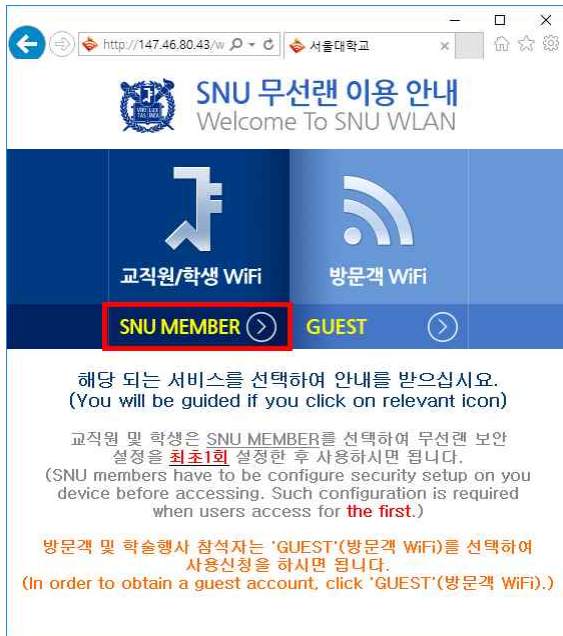 http://147.46.80.43/w
서울대학교
SNU 무선랜 이용 안내
Welcome To SNU WLAN
교직원/학생 WiFi
방문객 WiFi
SNU MEMBER
GUEST
해당 되는 서비스를 선택하여 안내를 받으십시요.
(You will be guided if you click on relevant icon)
교직원 및 학생은 SNU MEMBER를 선택하여 무선랜 보안
설정을 최초1회 설정한 후 사용하시면 됩니다.
(SNU members have to be configure security setup on you
device before accessing. Such configuration is required
when users access for the first.)
방문객 및 학술행사 참석자는 'GUEST'(방문객 WiFi)를 선택하여
사용신청을 하시면 됩니다.
(In order to obtain a guest account, click 'GUEST'(방문객 WiFi).)